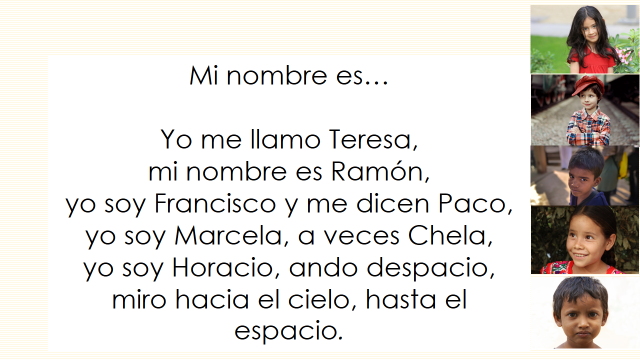 Mi nombre es…
Yo me llamo Teresa,
mi nombre es Ramón,
yo soy Francisco y me dicen Paco,
yo soy Marcela, a veces Chela,
yo soy Horacio, ando despacio,
miro hacia el cielo, hasta el
espacio.